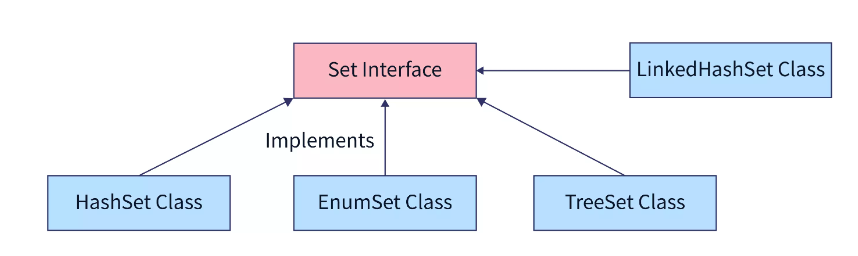 Set Interface
LinkedHashSet Class
Implements
HashSet Class
EnumSet Class
TreeSet Class